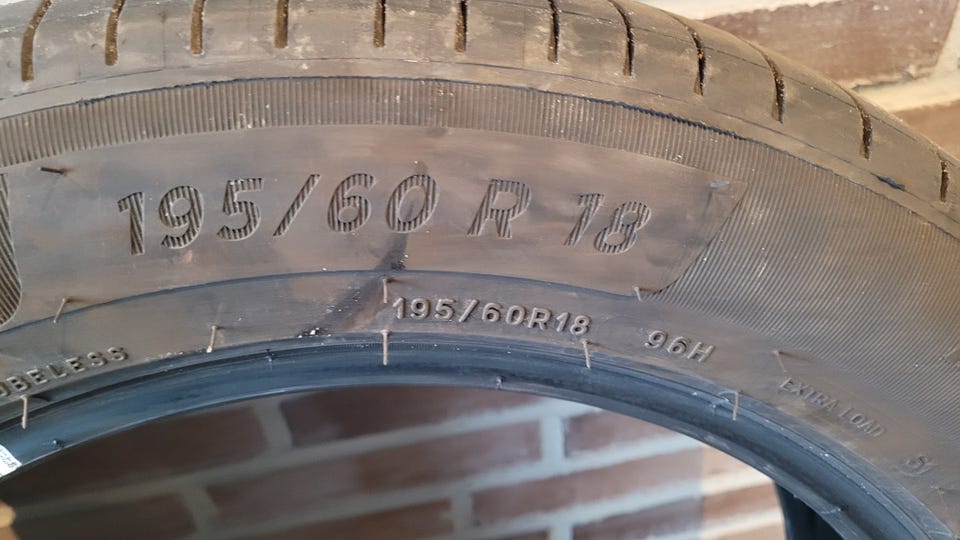 195/60 R 18
195/60R18 96H
EXTRA LOAD